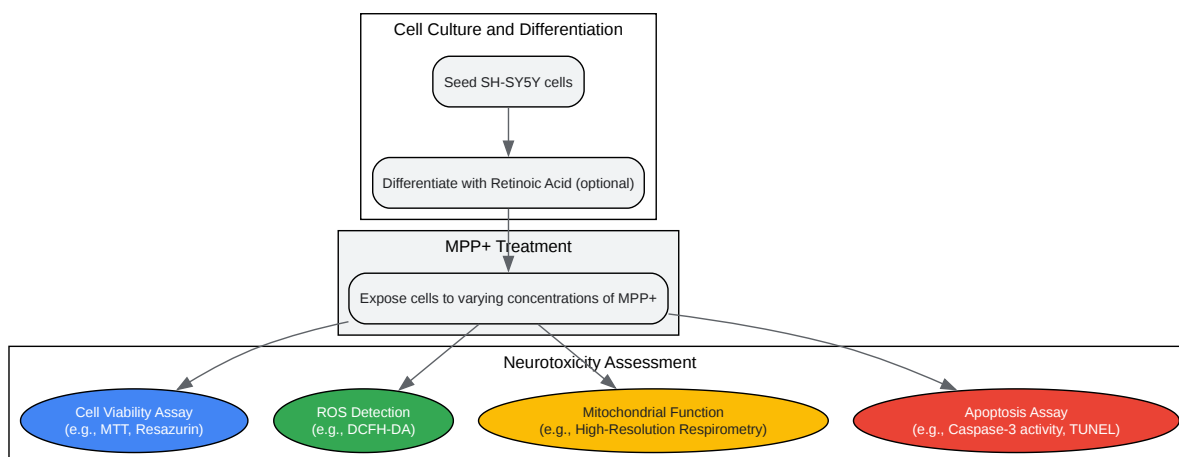 Cell Culture and Differentiation
Seed SH-SY5Y cells
Differentiate with Retinoic Acid (optional)
MPP+ Treatment
Expose cells to varying concentrations of MPP+
Neurotoxicity Assessment
Cell Viability Assay
(e.g., MTT, Resazurin)
ROS Detection
(e.g., DCFH-DA)
Mitochondrial Function
(e.g., High-Resolution Respirometry)
Apoptosis Assay
(e.g., Caspase-3 activity, TUNEL)